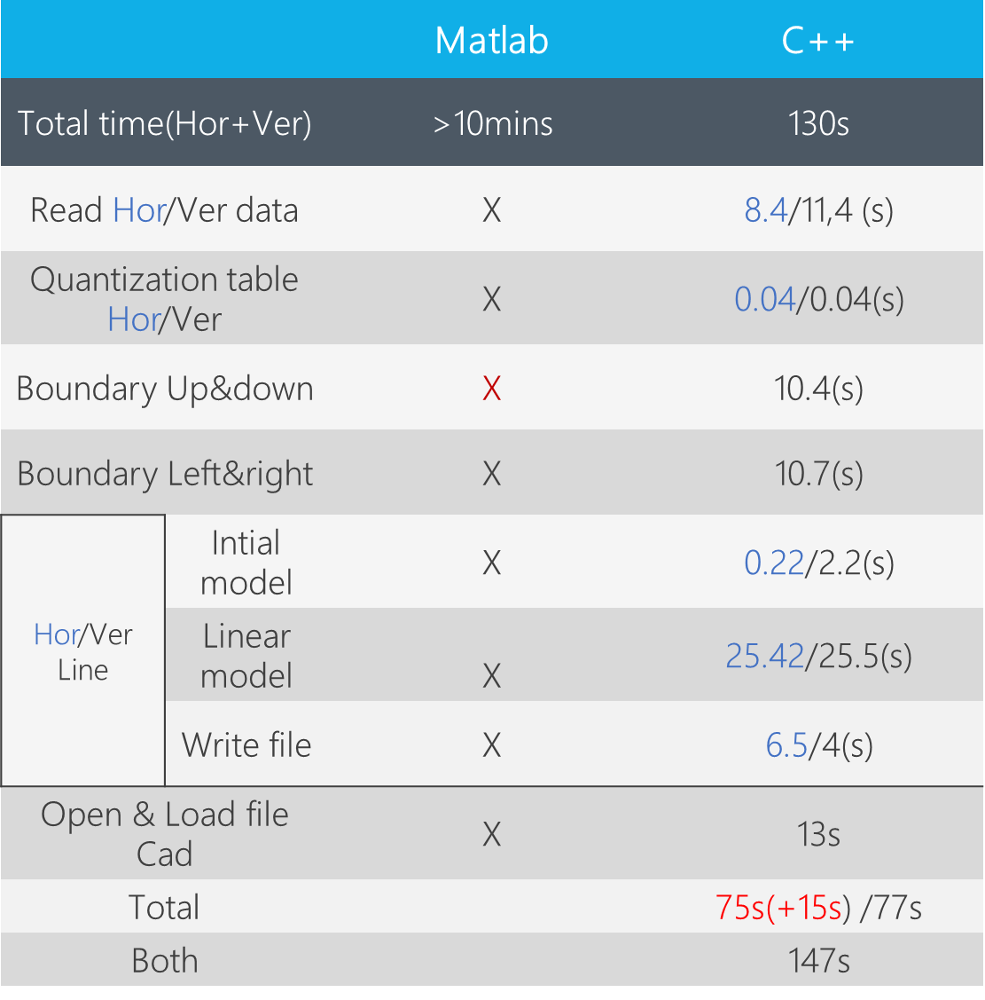 Matlab
C++
Total time(Hor+Ver)
>10mins
130s
Read Hor/Ver data
X
8.4/11,4 (s)
Quantization table
Hor/Ver
X
0.04/0.04(s)
Boundary Up&down
X
10.4(s)
Boundary Left&right
X
10.7(s)
Hor/Ver
Line
Intial
model
X
0.22/2.2(s)
Linear
model
X
25.42/25.5(s)
Write file
X
6.5/4(s)
Open & Load file
Cad
X
13s
Total
75s(+15s) /77s
Both
147s